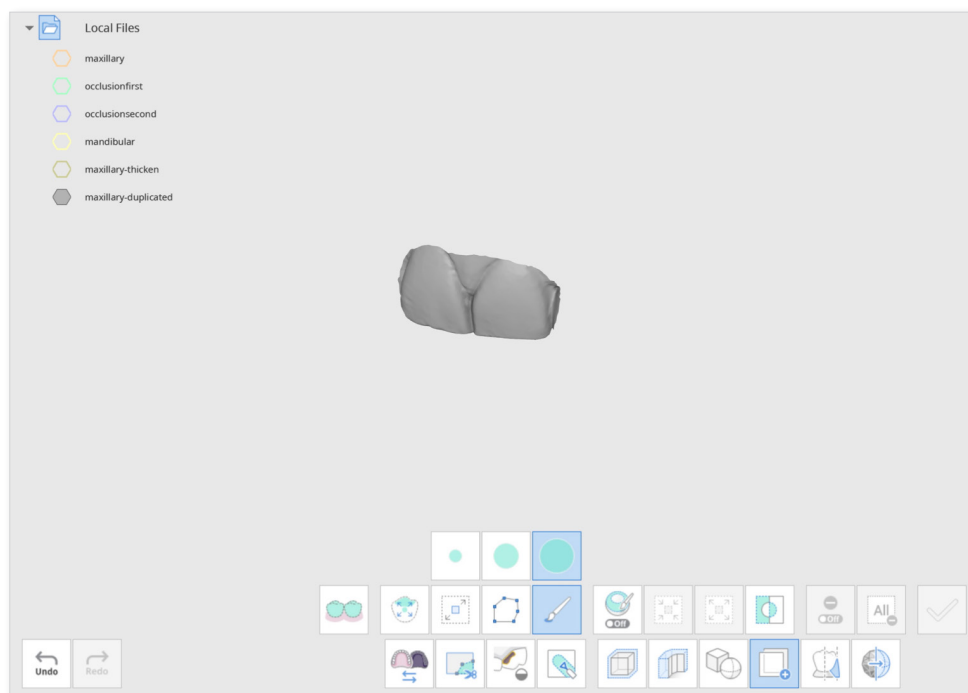 Local Files
maxillary
occlusionfirst
occlusionsecond
mandibular
maxillary-thicken
maxillary-duplicated
Off
Off
All
Undo
Redo